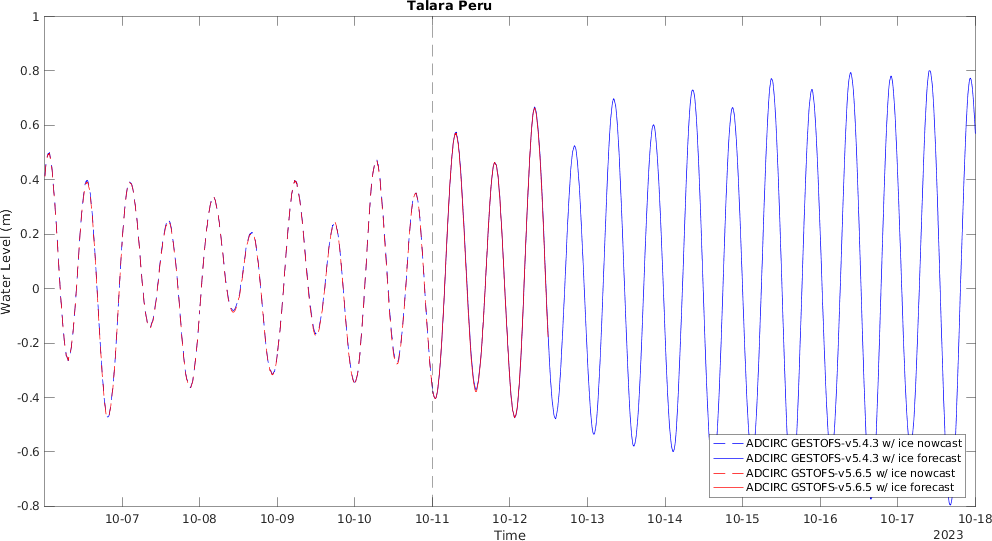 Talara Peru
1
0.8
0.6
0.4
0.2
0
-0.2
-0.4
-0.6
-0.8
Water Level (m)
ADCIRC GESTOFS-v5.4.3 w/ ice nowcast
ADCIRC GESTOFS-v5.4.3 w/ ice forecast
ADCIRC GSTOFS-v5.6.5 w/ ice nowcast
ADCIRC GSTOFS-v5.6.5 w/ ice forecast
10-07 10-08 10-09 10-10 10-11 10-12 10-13 10-14 10-15 10-16 10-17 10-18
Time
2023